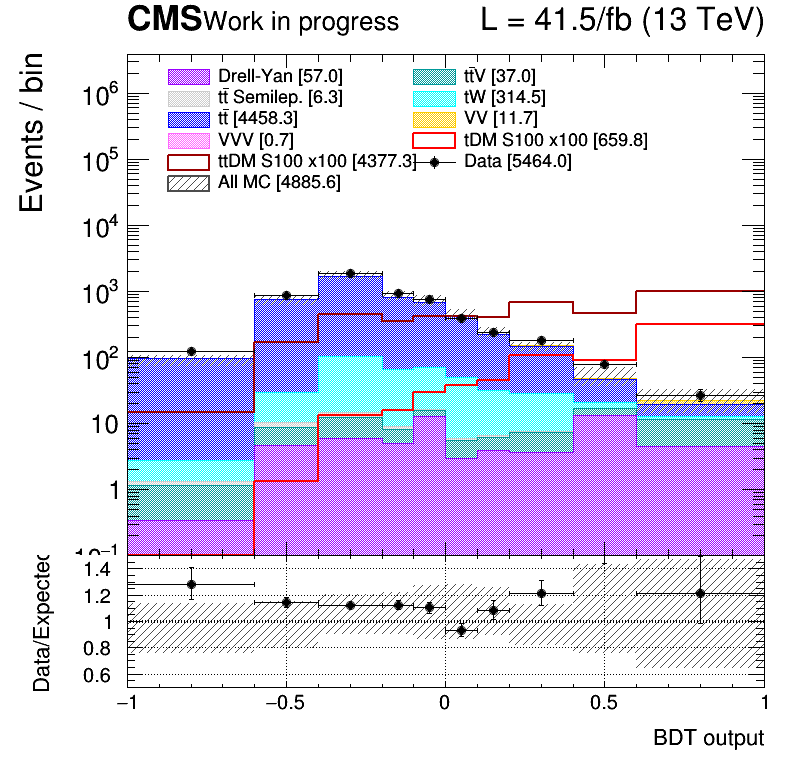 CMS Work in progress L = 41.5/fb (13 TeV)
Events / bin
Drell-Yan [57.0] tt̄V [37.0]
tt̄ Semilep. [6.3] tW [314.5]
tt̄ [4458.3] VV [11.7]
VVV [0.7] tDM S100 x100 [659.8]
ttDM S100 x100 [4377.3] Data [5464.0]
All MC [4885.6]
10⁶
10⁵
10⁴
10³
10²
10
1
10⁻¹
Data/Expected
1.4
1.2
1
0.8
0.6
−1 −0.5 0 0.5 1
BDT output